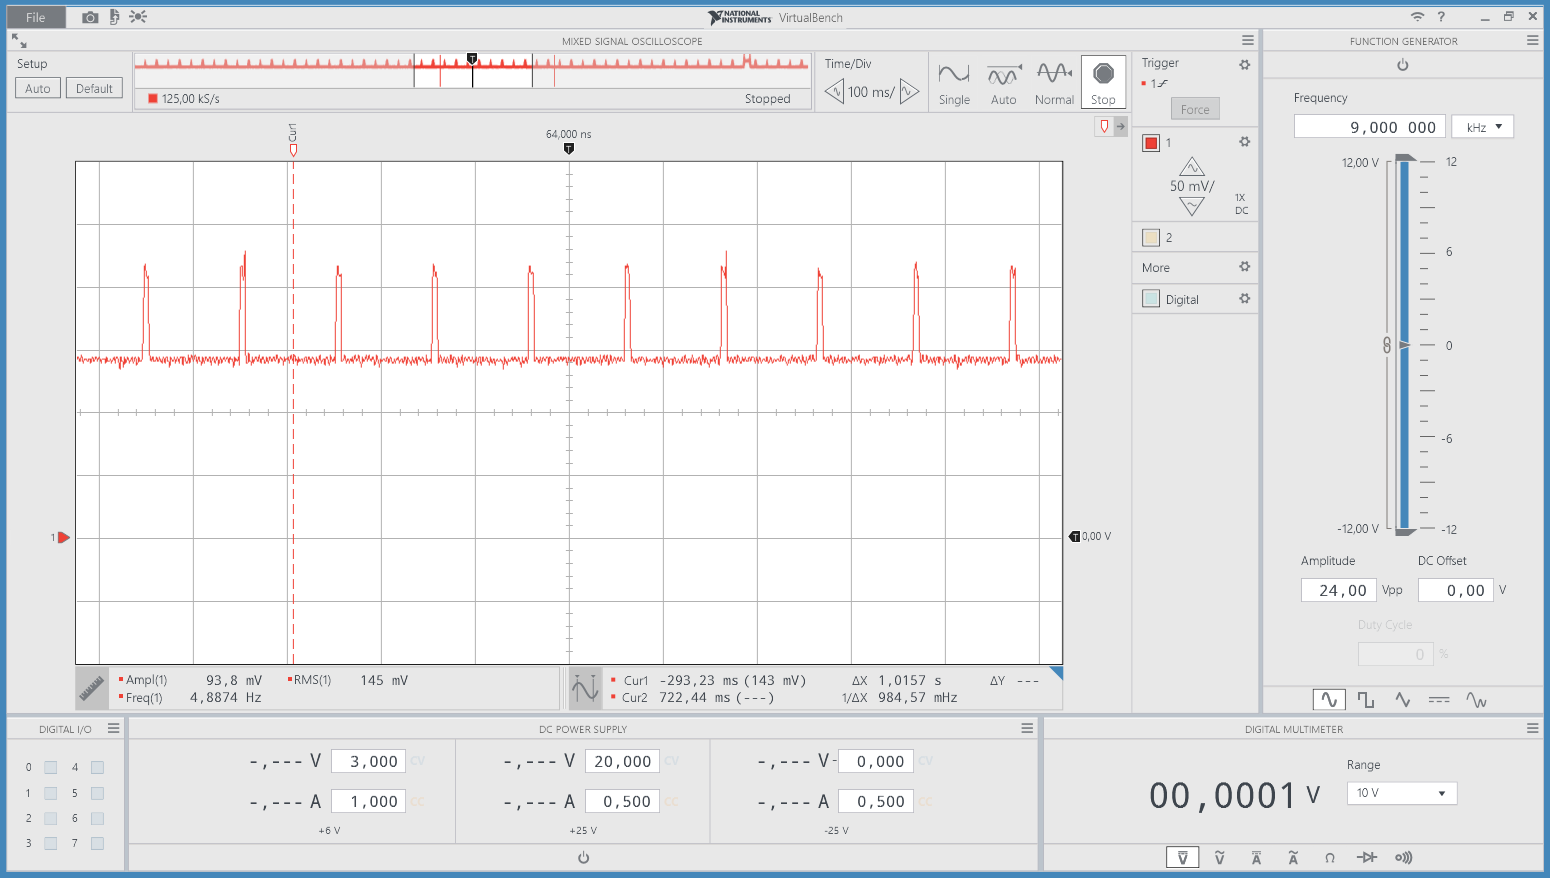 File
NATIONAL INSTRUMENTS VirtualBench
?
MIXED SIGNAL OSCILLOSCOPE
FUNCTION GENERATOR
Setup
Auto Default
T
125,00 kS/s
Stopped
Time/Div
100 ms/
Single Auto Normal Stop
Trigger
1
Force
Cur1
64,000 ns
T
1
50 mV/
1X
DC
2
More
Digital
1
T 0,00 V
Ampl(1) 93,8 mV RMS(1) 145 mV
Freq(1) 4,8874 Hz
Cur1 -293,23 ms (143 mV) ΔX 1,0157 s ΔY ---
Cur2 722,44 ms (---) 1/ΔX 984,57 mHz
Frequency
9,000 000 kHz
12,00 V 12
6
0
-6
-12,00 V -12
Amplitude DC Offset
24,00 Vpp 0,00 V
Duty Cycle
0 %
DIGITAL I/O
0 4
1 5
2 6
3 7
DC POWER SUPPLY
-,--- V 3,000 CV -,--- V 20,000 CV -,--- V - 0,000 CV
-,--- A 1,000 CC -,--- A 0,500 CC -,--- A 0,500 CC
+6 V +25 V -25 V
DIGITAL MULTIMETER
Range
00,0001 V 10 V
V V A A Ω